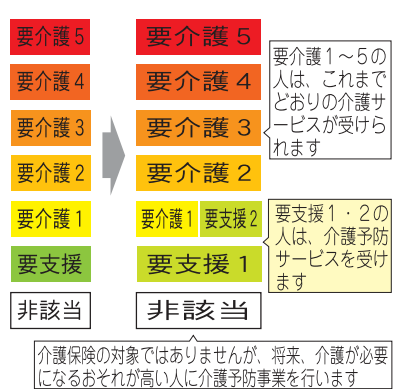 要介護5
要介護4
要介護3
要介護2
要介護1
要支援
非該当
要介護5
要介護4
要介護3
要介護2
要介護1
要支援2
要支援1
非該当
要介護1～5の
人は、これまで
どおりの介護サ
ービスが受けら
れます
要支援1・2の
人は、介護予防
サービスを受け
ます
介護保険の対象ではありませんが、将来、介護が必要
になるおそれが高い人に介護予防事業を行います